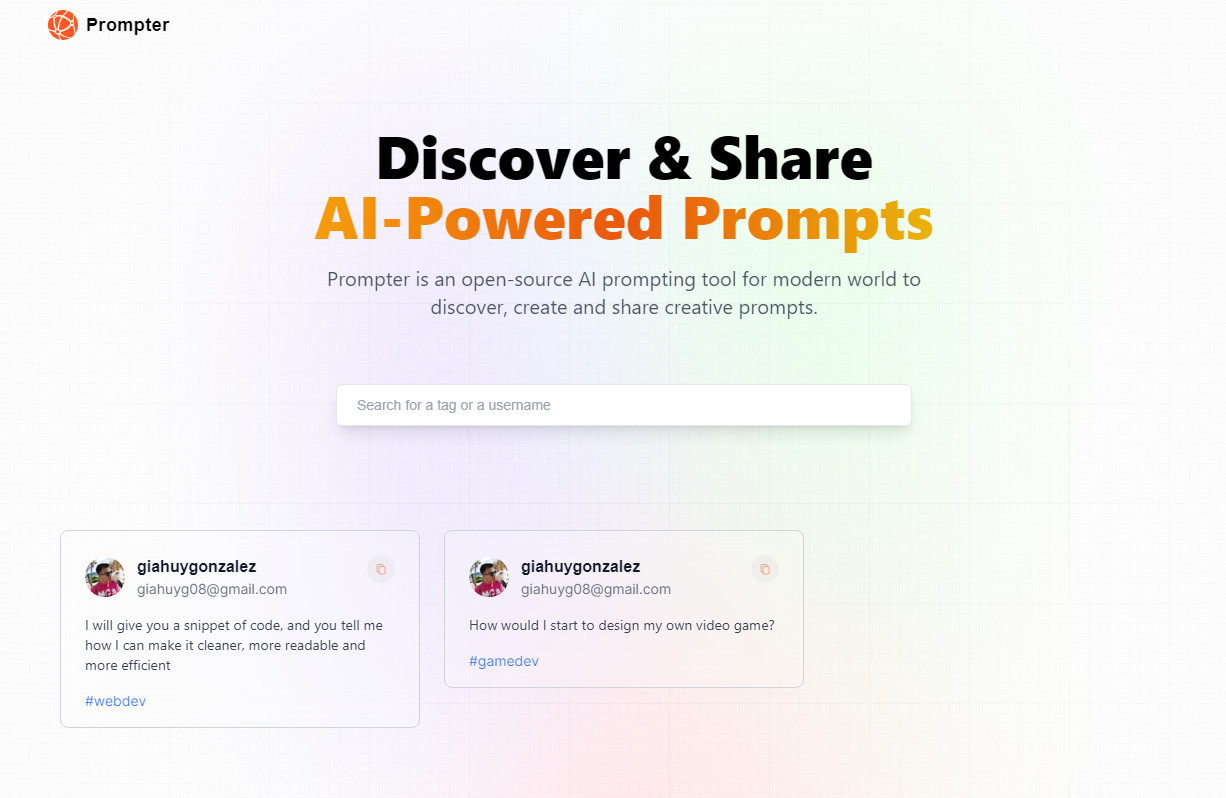 Prompter
Discover & Share
AI-Powered Prompts
Prompter is an open-source AI prompting tool for modern world to
discover, create and share creative prompts.
Search for a tag or a username
giahuygonzalez
giahuyg08@gmail.com
I will give you a snippet of code, and you tell me
how I can make it cleaner, more readable and
more efficient
#webdev
giahuygonzalez
giahuyg08@gmail.com
How would I start to design my own video game?
#gamedev